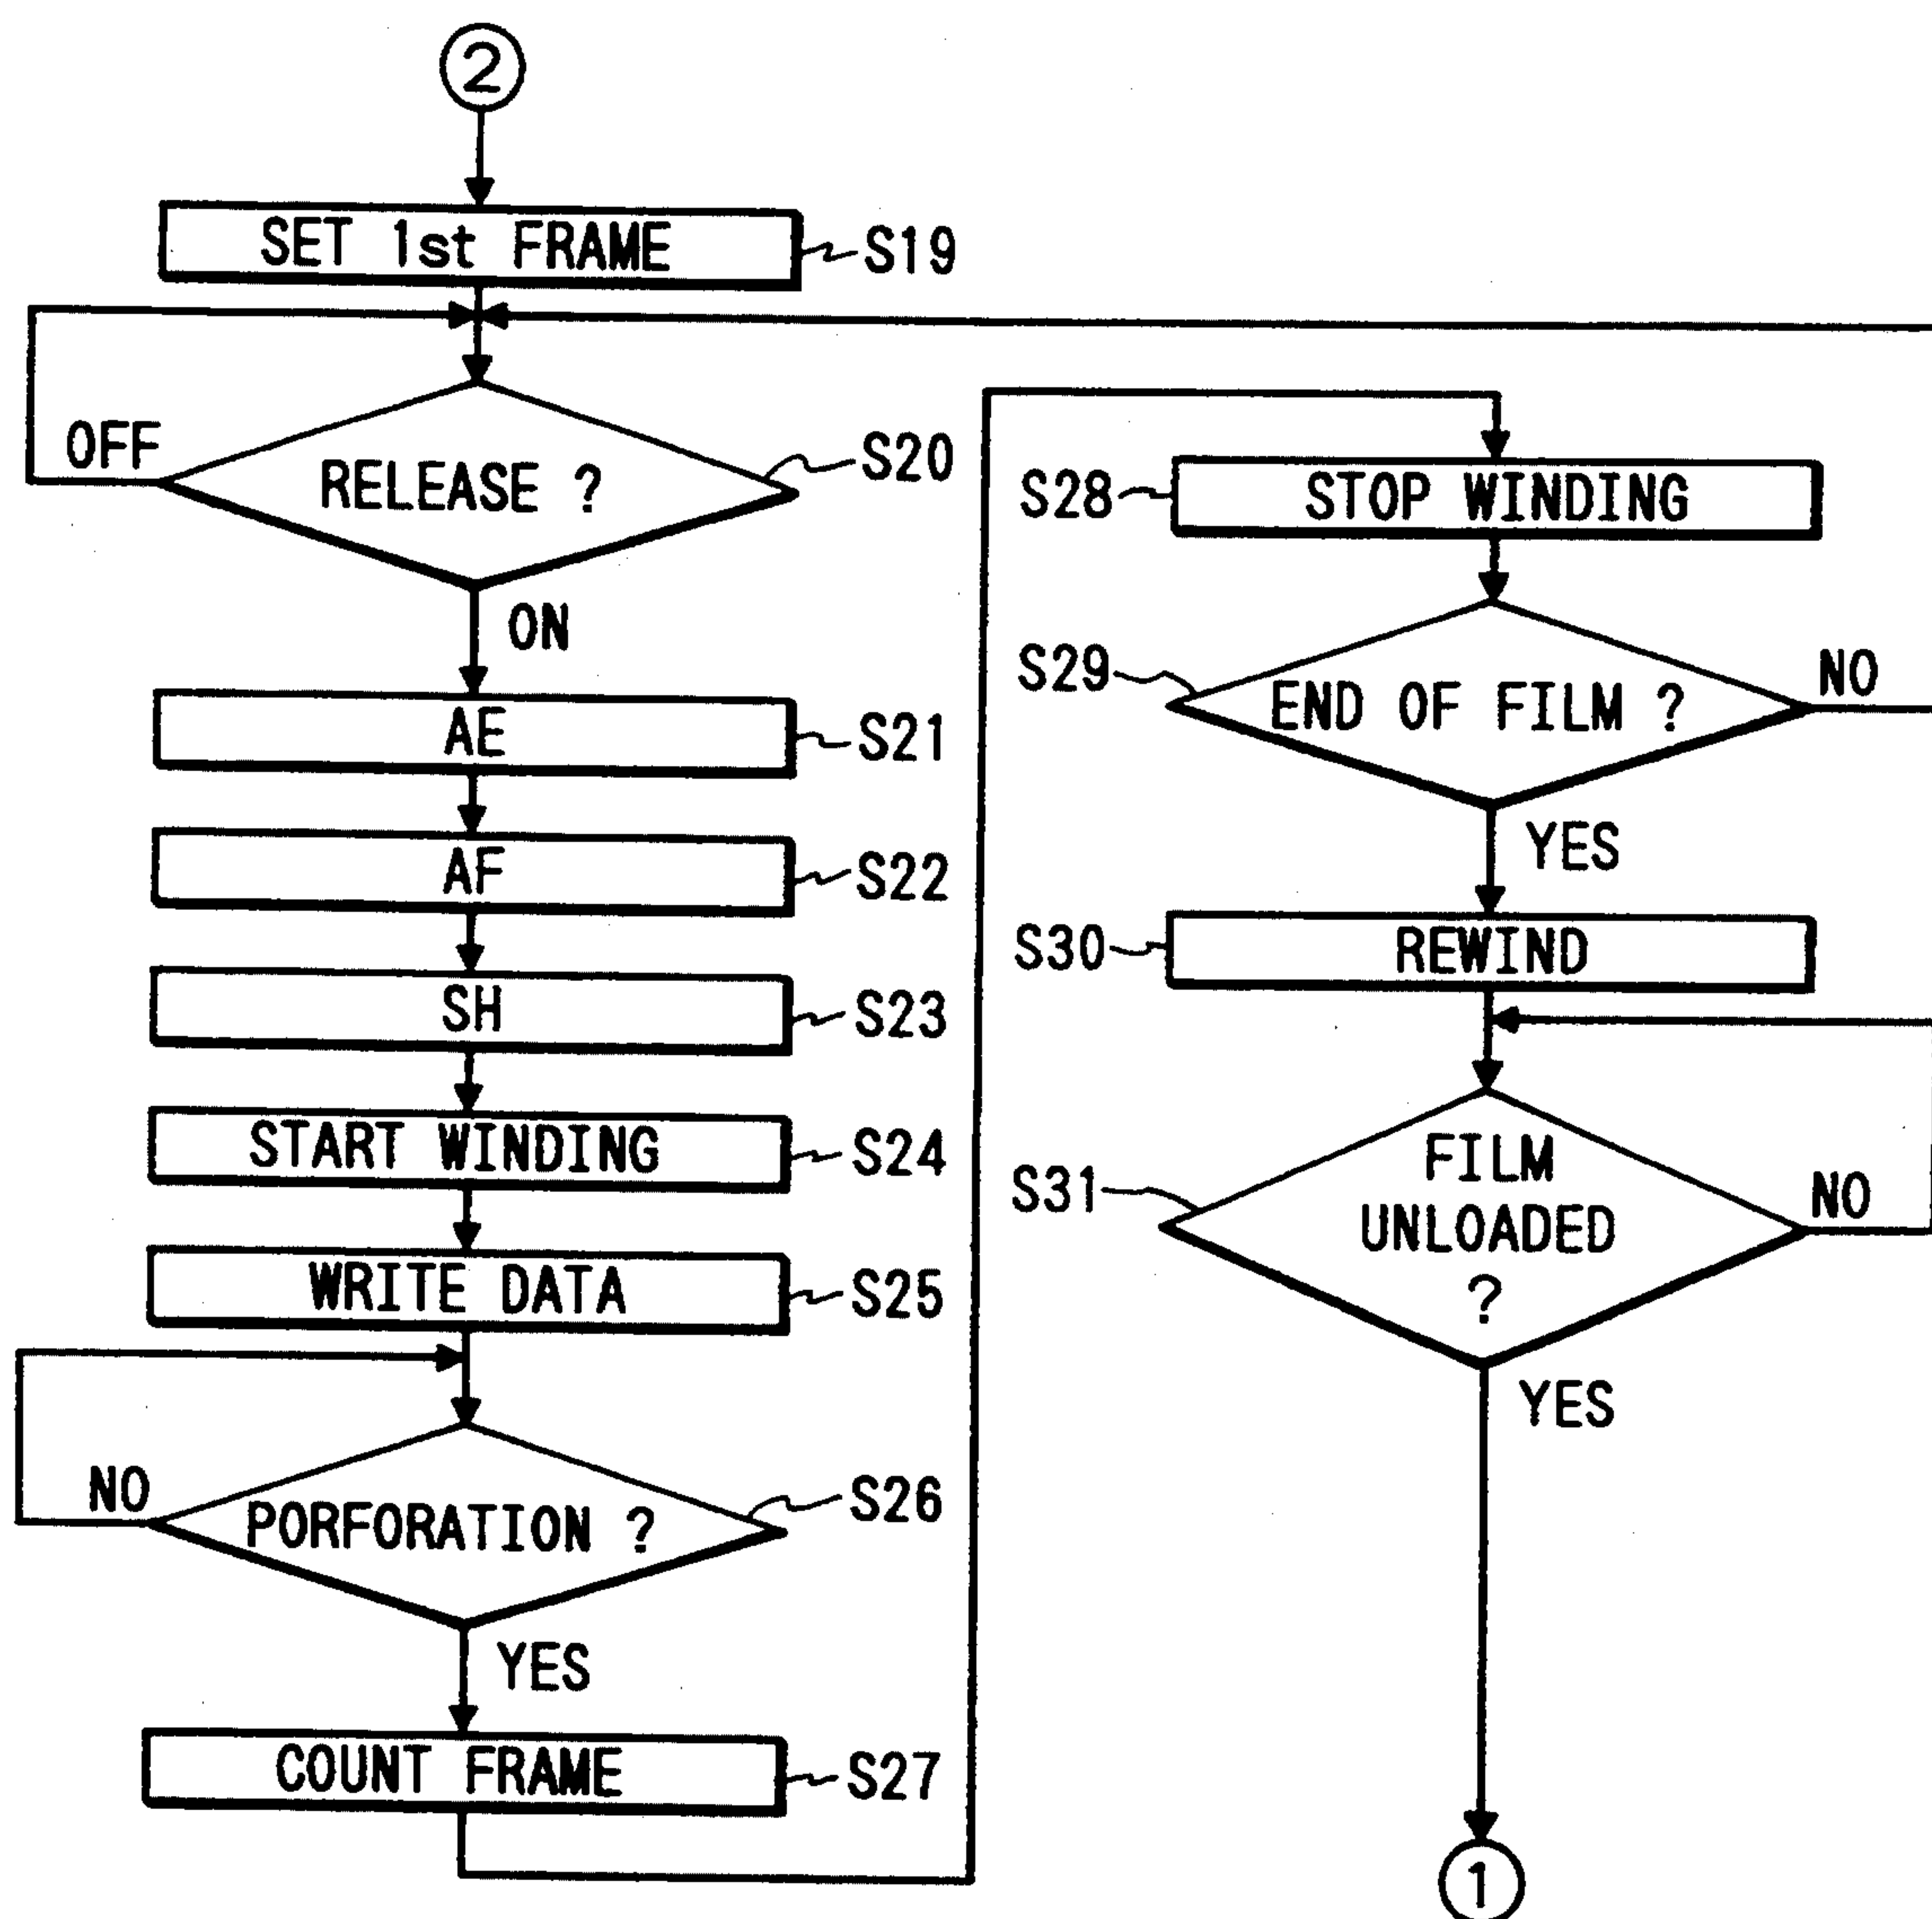 2
SET 1st FRAME
S19
OFF
RELEASE ?
S20
ON
AE
S21
AF
S22
SH
S23
START WINDING
S24
WRITE DATA
S25
NO
PORFORATION ?
S26
YES
COUNT FRAME
S27
S28
STOP WINDING
S29
END OF FILM ?
NO
YES
S30
REWIND
S31
FILM
UNLOADED
?
NO
YES
1